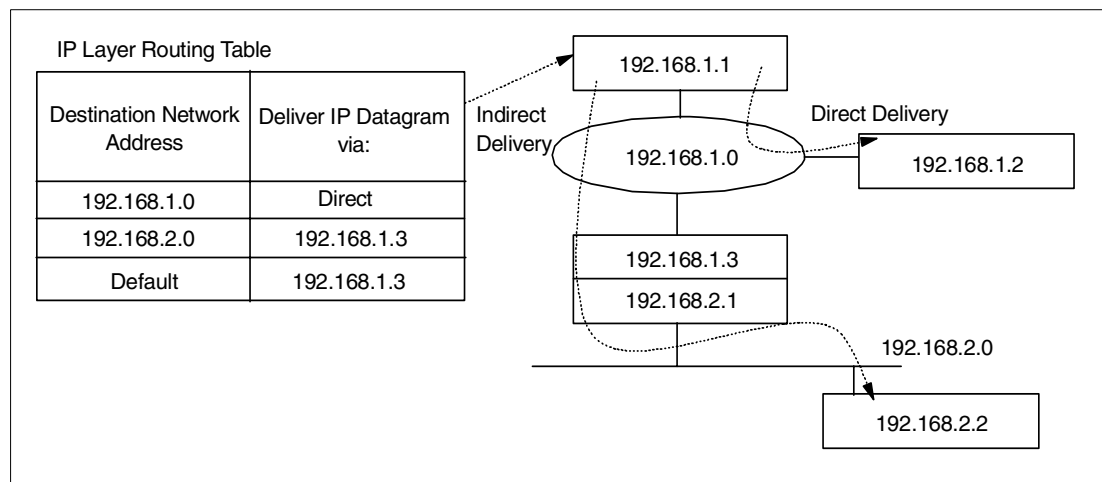 IP Layer Routing Table
Destination Network
Address
Deliver IP Datagram
via:
192.168.1.0
Direct
192.168.2.0
192.168.1.3
Default
192.168.1.3
192.168.1.1
Indirect
Delivery
Direct Delivery
192.168.1.0
192.168.1.2
192.168.1.3
192.168.2.1
192.168.2.0
192.168.2.2